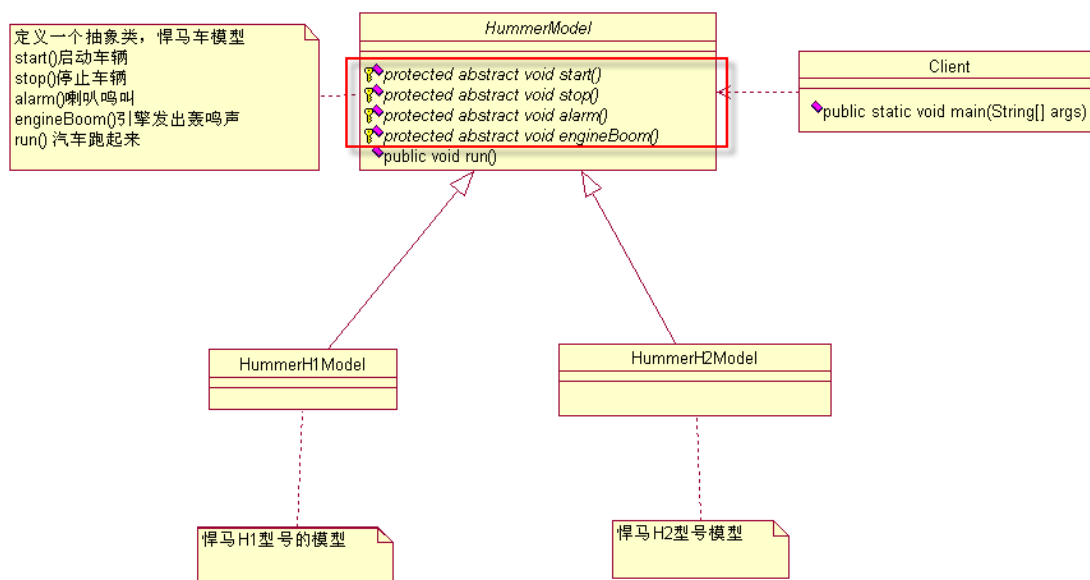 定义一个抽象类，悍马车模型
start()启动车辆
stop()停止车辆
alarm()喇叭鸣叫
engineBoom()引擎发出轰鸣声
run() 汽车跑起来
HummerModel
protected abstract void start()
protected abstract void stop()
protected abstract void alarm()
protected abstract void engineBoom()
public void run()
Client
public static void main(String[] args)
HummerH1Model
HummerH2Model
悍马H1型号的模型
悍马H2型号模型